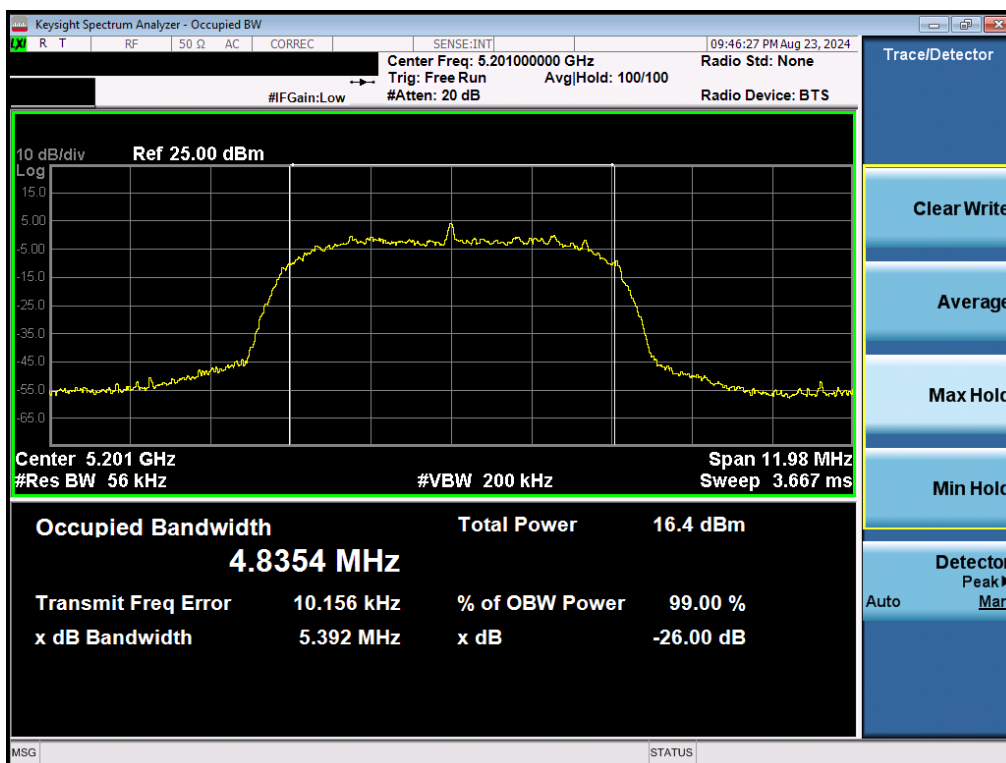 Keysight Spectrum Analyzer - Occupied BW
LXI R T RF 50 Ω AC CORREC SENSE:INT 09:46:27 PM Aug 23, 2024
Center Freq: 5.201000000 GHz Radio Std: None
Trig: Free Run Avg|Hold: 100/100
#IFGain:Low #Atten: 20 dB Radio Device: BTS
10 dB/div Ref 25.00 dBm
Log
15.0
5.00
-5.00
-15.0
-25.0
-35.0
-45.0
-55.0
-65.0
Center 5.201 GHz Span 11.98 MHz
#Res BW 56 kHz #VBW 200 kHz Sweep 3.667 ms
Occupied Bandwidth Total Power 16.4 dBm
4.8354 MHz
Transmit Freq Error 10.156 kHz % of OBW Power 99.00 %
x dB Bandwidth 5.392 MHz x dB -26.00 dB
MSG STATUS
Trace/Detector
Clear Write
Average
Max Hold
Min Hold
Detector
Peak
Auto Man